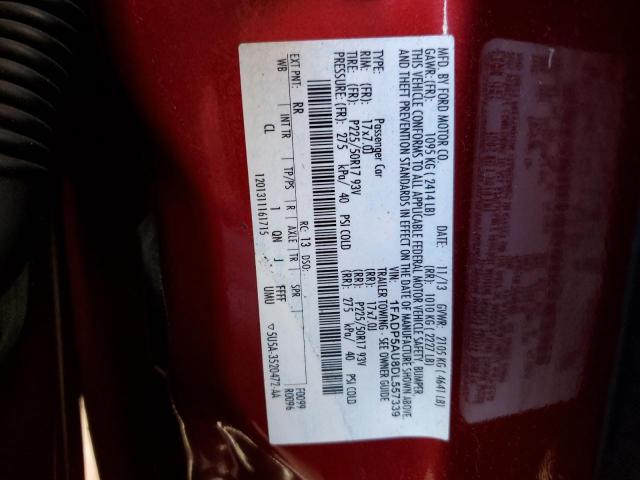 MFD. BY FORD MOTOR CO.
DATE: 11/13 GVWR: 2105 KG ( 4641 LB)
GAWR: (FR): 1095 KG ( 2414 LB) (RR): 1010 KG ( 2227 LB)
THIS VEHICLE CONFORMS TO ALL APPLICABLE FEDERAL MOTOR VEHICLE SAFETY, BUMPER
AND THEFT PREVENTION STANDARDS IN EFFECT ON THE DATE OF MANUFACTURE SHOWN ABOVE.
VIN: 1FADP5AU8DL557339
TYPE: Passenger Car TRAILER TOWING - SEE OWNER GUIDE
RIM: (FR): 17x7.0J (RR): 17x7.0J
TIRE: (FR): P225/50R17 93V (RR): P225/50R17 93V
PRESSURE: (FR): 275 kPa/ 40 PSI COLD (RR): 275 kPa/ 40 PSI COLD
EXT PNT: RR RC: 13 DSO: F0099
R0096
WB INT TR TP/PS R AXLE TR SPR
CL 1 QN J FFFF
1201311161715 UMU 5U5A-3520472-AA